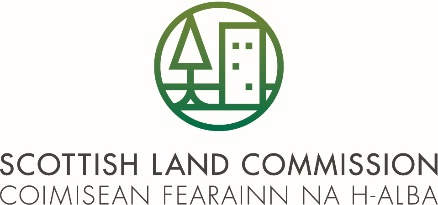 SCOTTISH LAND COMMISSION
COIMISEAN FEARAINN NA H-ALBA